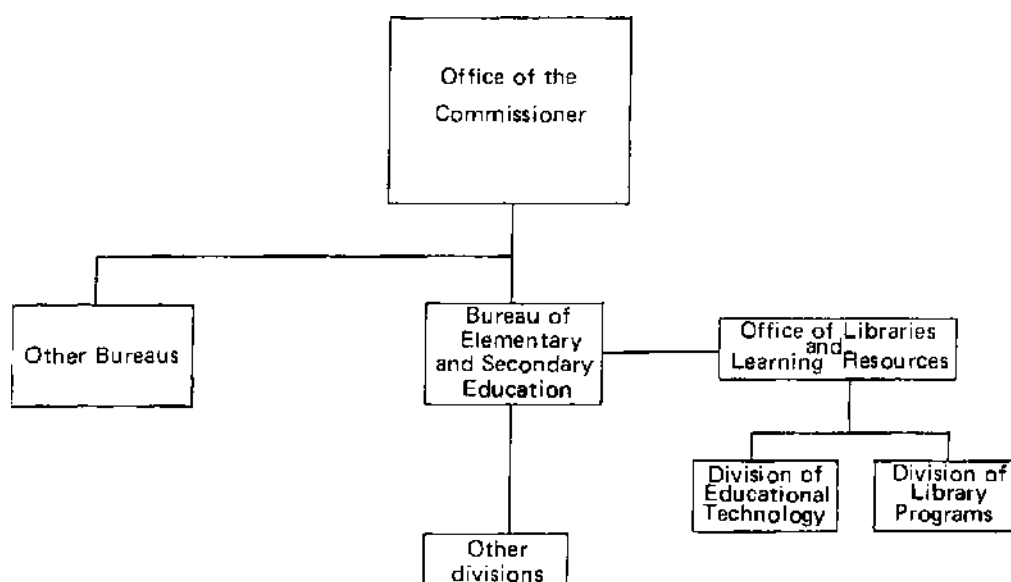 Office of the
Commissioner
Other Bureaus
Bureau of
Elementary
and Secondary
Education
Office of Libraries
and
Learning Resources
Division of
Educational
Technology
Division of
Library
Programs
Other
divisions